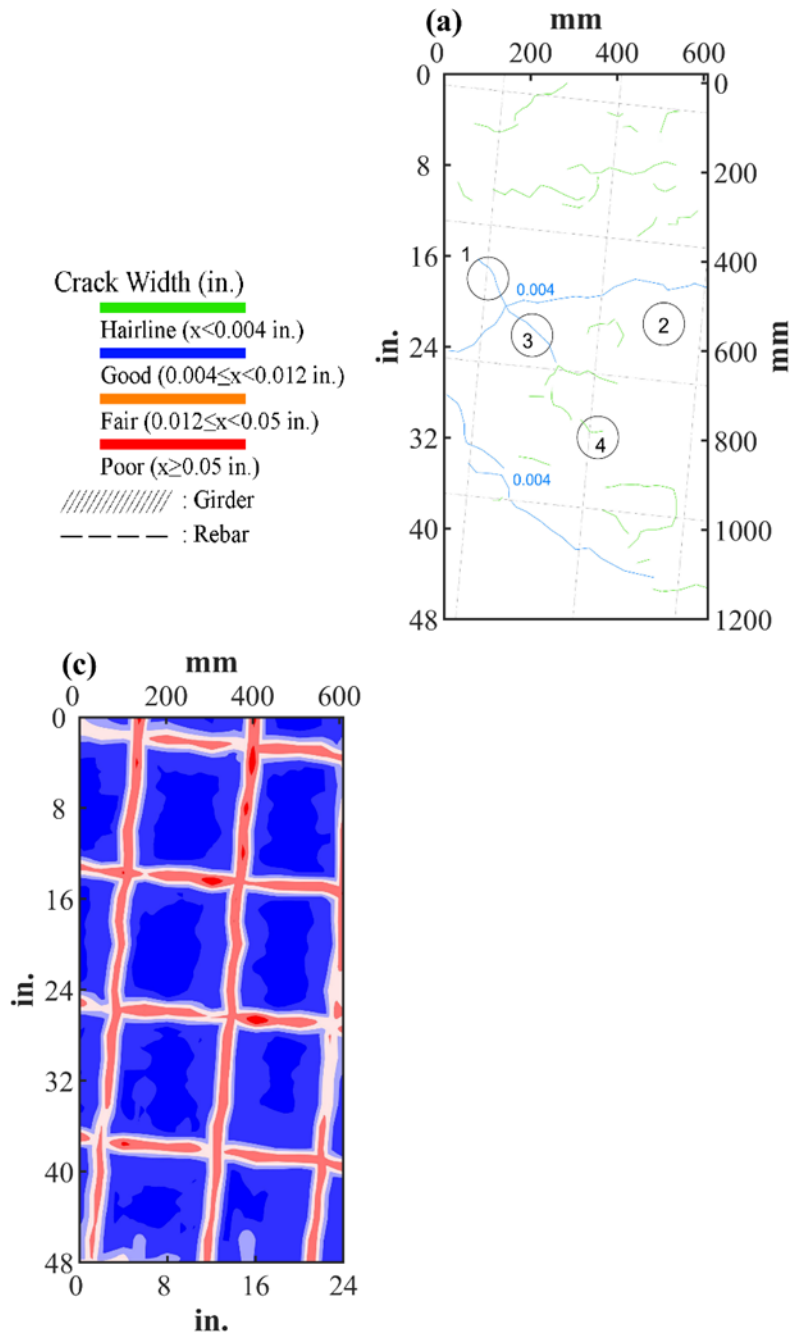 (a)
mm
0 200 400 600
0
8
16
24
32
40
48
in.
0
200
400
600
800
1000
1200
mm
1
0.004
2
3
4
0.004
Crack Width (in.)
Hairline (x<0.004 in.)
Good (0.004≤x<0.012 in.)
Fair (0.012≤x<0.05 in.)
Poor (x≥0.05 in.)
: Girder
: Rebar
(c)
mm
0 200 400 600
0
8
16
24
32
40
48
in.
0 8 16 24
in.